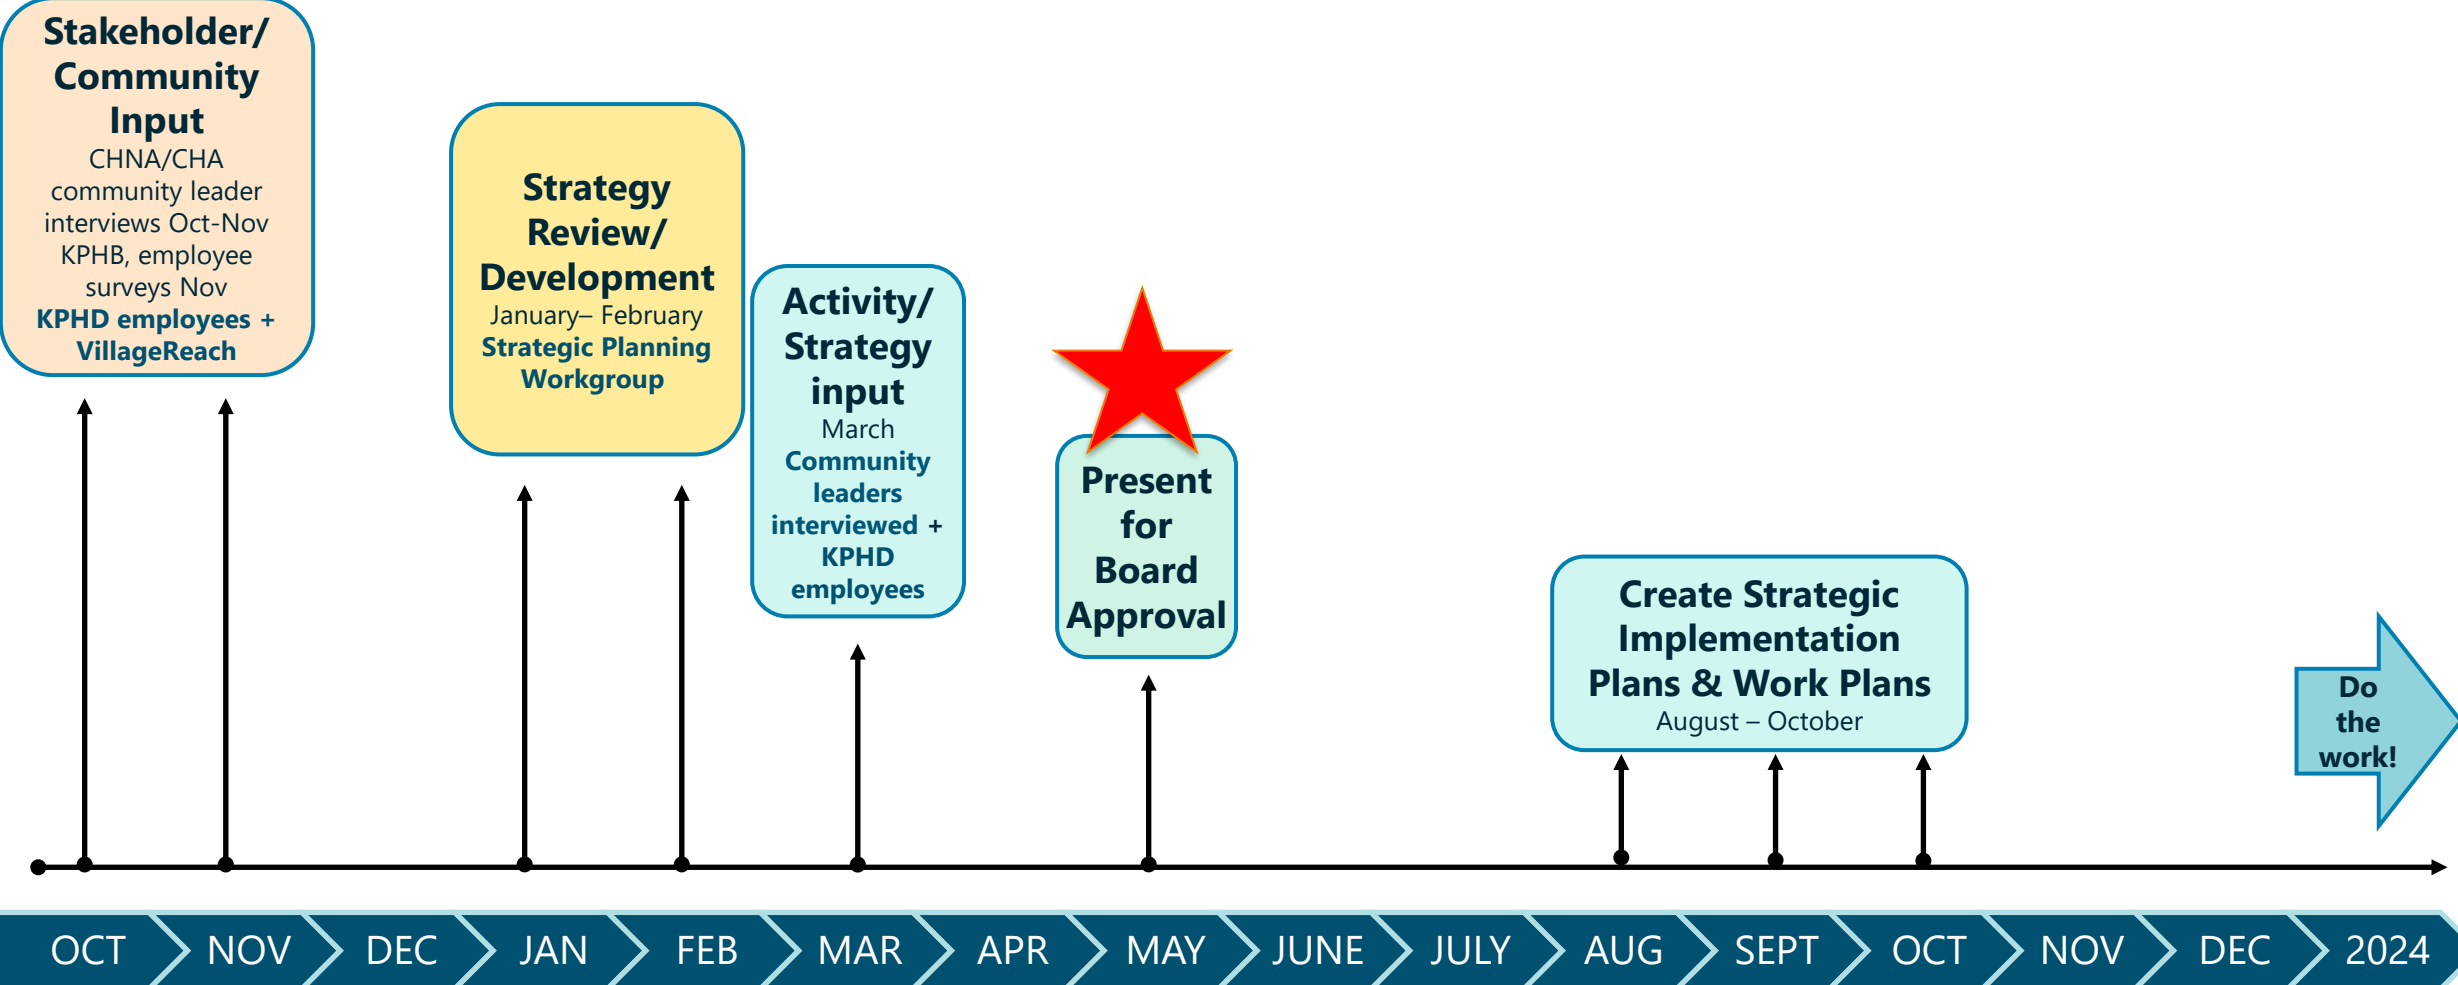 Stakeholder/
Community
Input
CHNA/CHA
community leader
interviews Oct-Nov
KPHB, employee
surveys Nov
KPHD employees +
VillageReach
Strategy
Review/
Development
January– February
Strategic Planning
Workgroup
Activity/
Strategy
input
March
Community
leaders
interviewed +
KPHD
employees
Present
for
Board
Approval
Create Strategic
Implementation
Plans & Work Plans
August – October
Do
the
work!
OCT NOV DEC JAN FEB MAR APR MAY JUNE JULY AUG SEPT OCT NOV DEC 2024